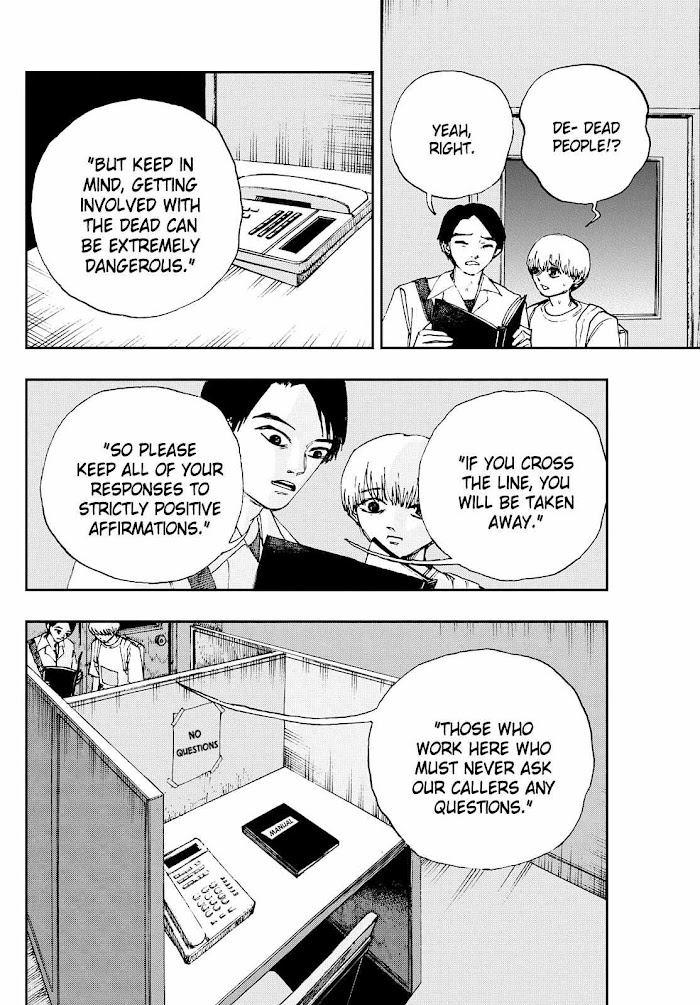 DE- DEAD
PEOPLE!?
YEAH,
RIGHT.
"BUT KEEP IN
MIND, GETTING
INVOLVED WITH
THE DEAD CAN
BE EXTREMELY
DANGEROUS."
"IF YOU CROSS
THE LINE, YOU
WILL BE TAKEN
AWAY."
"SO PLEASE
KEEP ALL OF YOUR
RESPONSES TO
STRICTLY POSITIVE
AFFIRMATIONS."
"THOSE WHO
WORK HERE WHO
MUST NEVER ASK
OUR CALLERS ANY
QUESTIONS."
NO
QUESTIONS
MANUAL